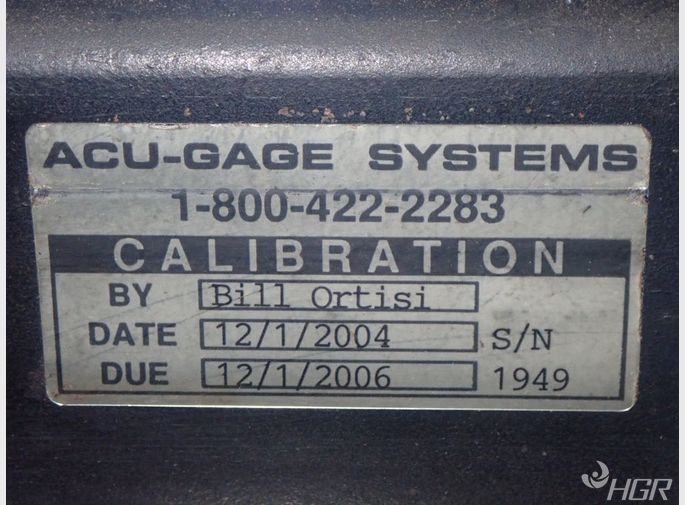 ACU-GAGE SYSTEMS
1-800-422-2283
CALIBRATION
BY Bill Ortisi
DATE 12/1/2004 S/N
DUE 12/1/2006 1949
HGR